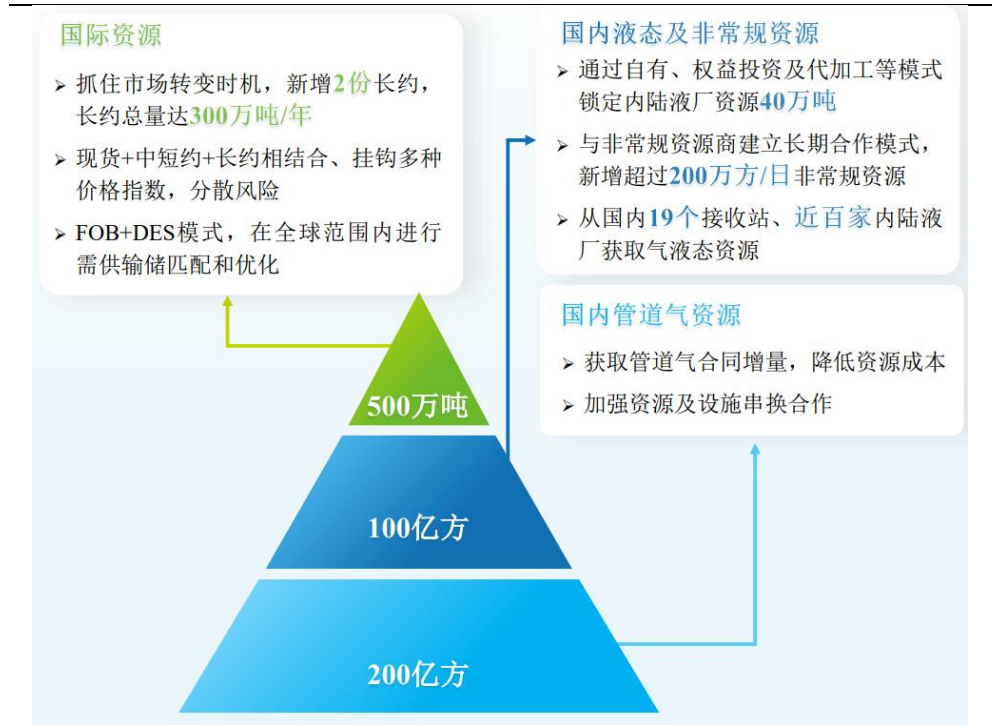 国际资源
➢ 抓住市场转变时机，新增2份长约，
长约总量达300万吨/年
➢ 现货+中短约+长约相结合、挂钩多种
价格指数，分散风险
➢ FOB+DES模式，在全球范围内进行
需供输储匹配和优化
国内液态及非常规资源
➢ 通过自有、权益投资及代加工等模式
锁定内陆液厂资源40万吨
➢ 与非常规资源商建立长期合作模式，
新增超过200万方/日非常规资源
➢ 从国内19个接收站、近百家内陆液
厂获取气液态资源
国内管道气资源
➢ 获取管道气合同增量，降低资源成本
➢ 加强资源及设施串换合作
500万吨
100亿方
200亿方